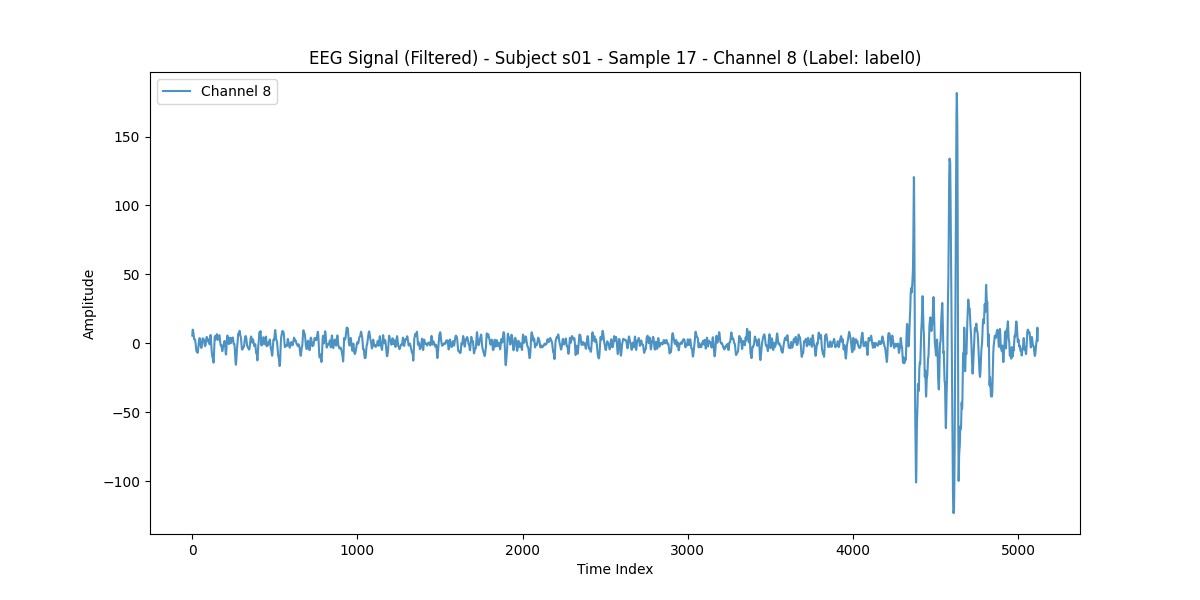 EEG Signal (Filtered) - Subject s01 - Sample 17 - Channel 8 (Label: label0)
Channel 8
150
100
50
0
−50
−100
Amplitude
0 1000 2000 3000 4000 5000
Time Index